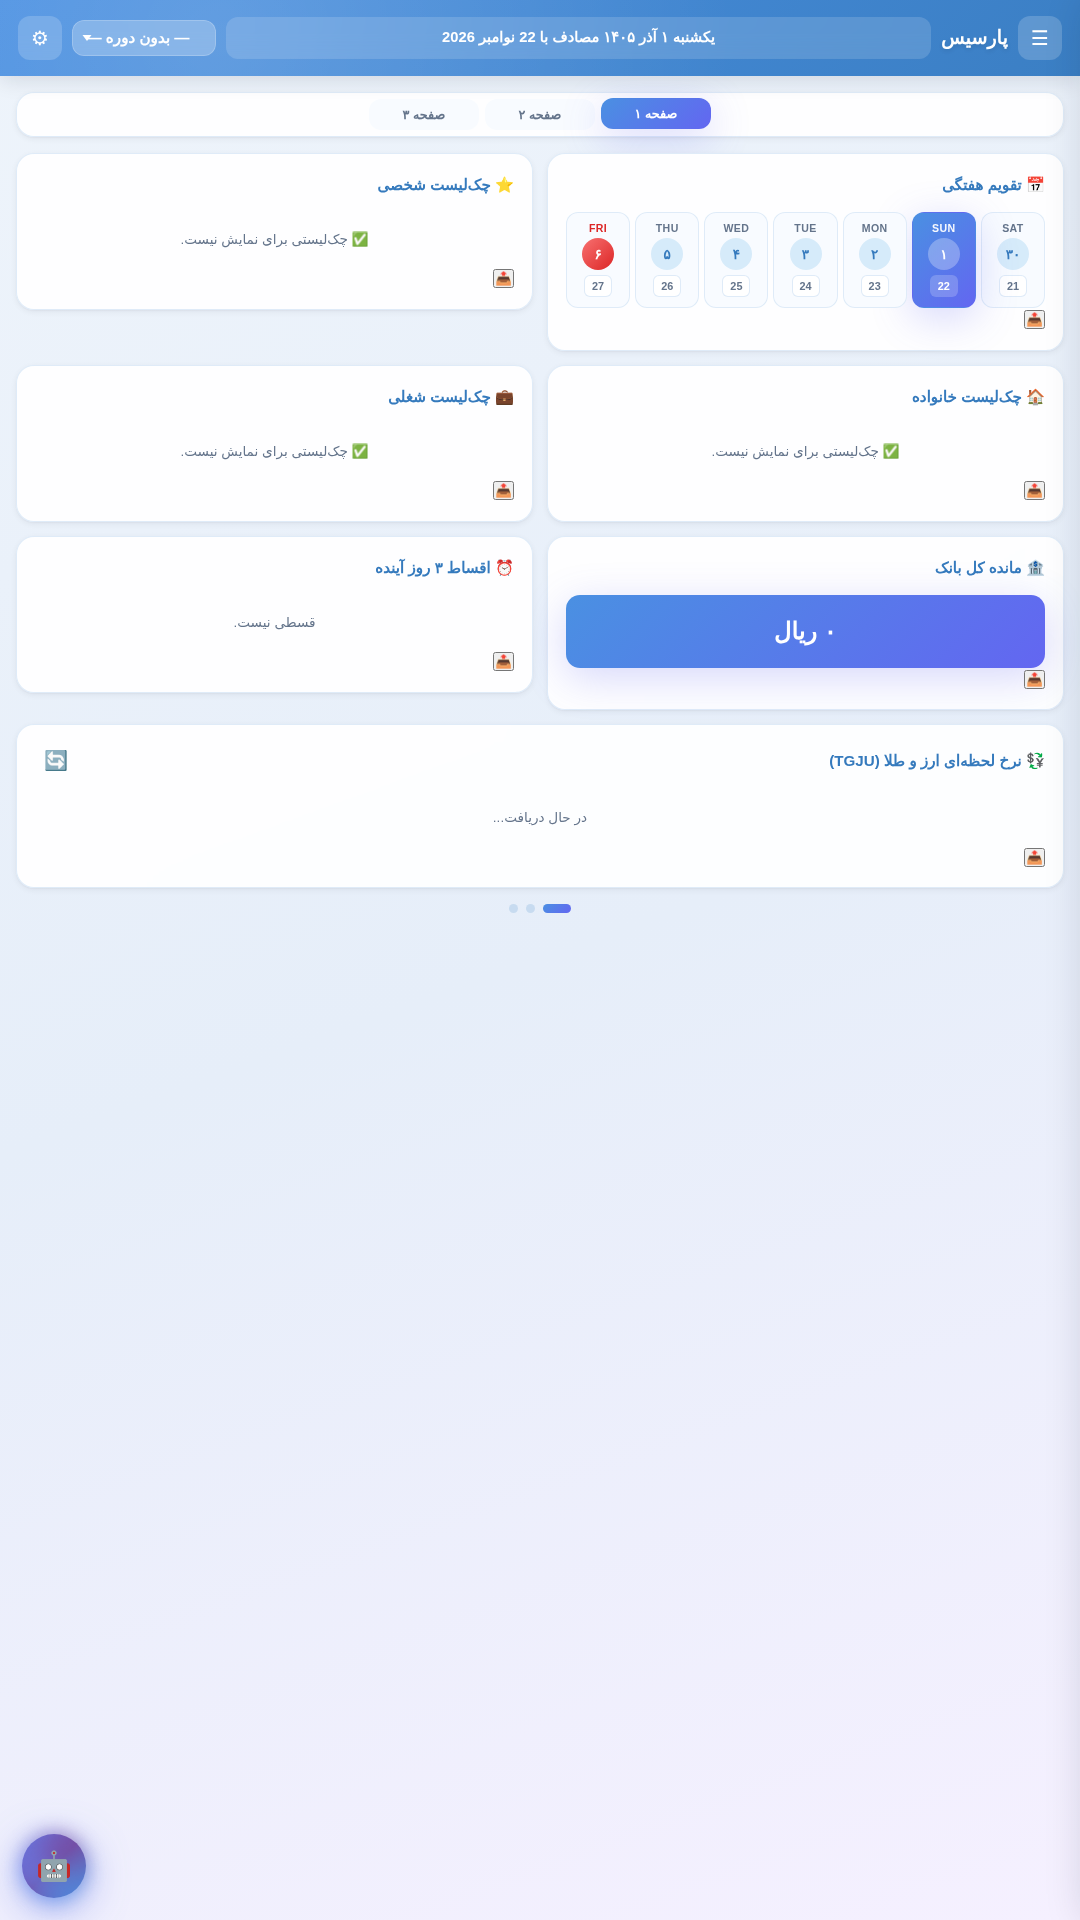 ☰ پارسیس یکشنبه ۱ آذر ۱۴۰۵ مصادف با 22 نوامبر 2026 — بدون دوره — ⚙
صفحه ۱ صفحه ۲ صفحه ۳
📅 تقویم هفتگی
SAT SUN MON TUE WED THU FRI
۳۰ ۱ ۲ ۳ ۴ ۵ ۶
21 22 23 24 25 26 27
📤
⭐ چک‌لیست شخصی
✅ چک‌لیستی برای نمایش نیست.
📤
🏠 چک‌لیست خانواده
✅ چک‌لیستی برای نمایش نیست.
📤
💼 چک‌لیست شغلی
✅ چک‌لیستی برای نمایش نیست.
📤
🏦 مانده کل بانک
۰ ریال
📤
⏰ اقساط ۳ روز آینده
قسطی نیست.
📤
💱 نرخ لحظه‌ای ارز و طلا (TGJU) 🔄
در حال دریافت...
📤
🤖